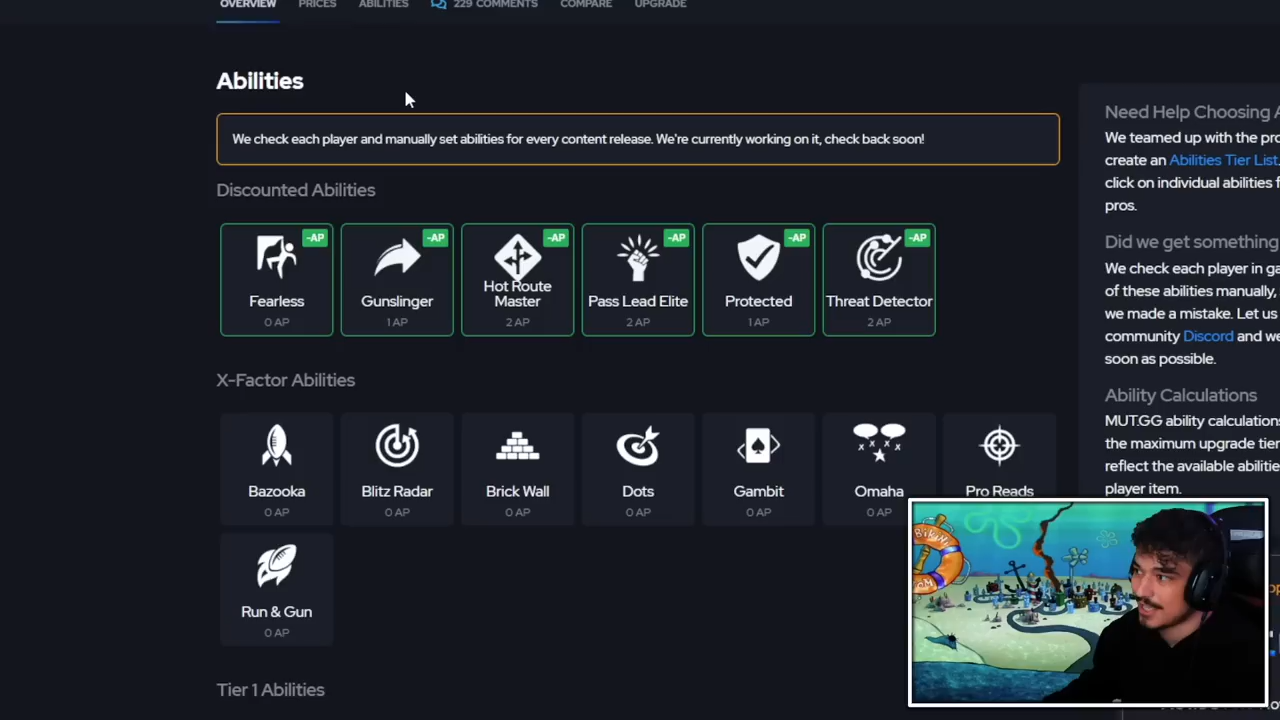 OVERVIEW PRICES ABILITIES 229 COMMENTS COMPARE UPGRADE
Abilities
We check each player and manually set abilities for every content release. We're currently working on it, check back soon!
Discounted Abilities
-AP -AP -AP -AP -AP -AP
Fearless
0 AP
Gunslinger
1 AP
Hot Route
Master
2 AP
Pass Lead Elite
2 AP
Protected
1 AP
Threat Detector
2 AP
X-Factor Abilities
Bazooka
0 AP
Blitz Radar
0 AP
Brick Wall
0 AP
Dots
0 AP
Gambit
0 AP
Omaha
0 AP
Pro Reads
Run & Gun
0 AP
Tier 1 Abilities
Need Help Choosing
We teamed up with the pro
create an Abilities Tier List.
click on individual abilities f
pros.
Did we get something
We check each player in ga
of these abilities manually,
we made a mistake. Let us
community Discord and we
soon as possible.
Ability Calculations
MUT.GG ability calculations
the maximum upgrade tier
reflect the available abilitie
player item.